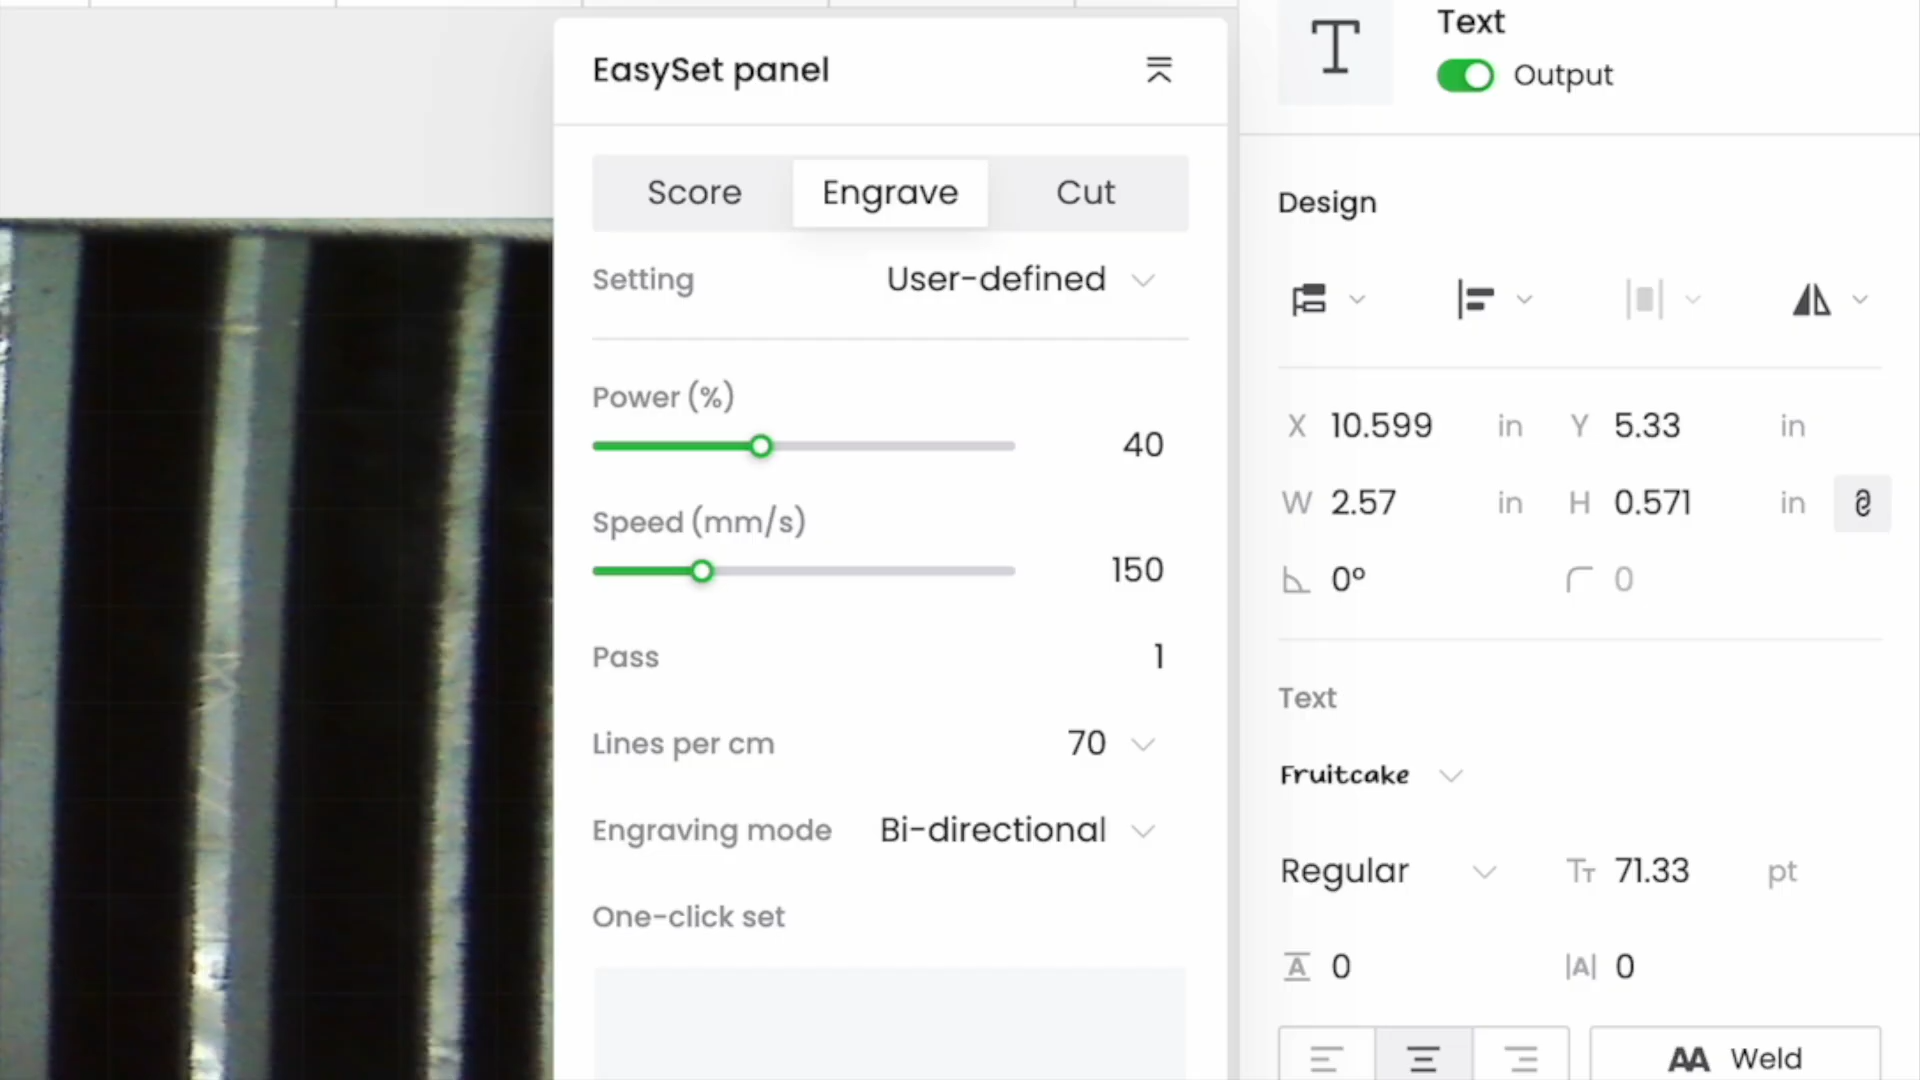 EasySet panel
Score Engrave Cut
Setting User-defined
Power (%)
40
Speed (mm/s)
150
Pass 1
Lines per cm 70
Engraving mode Bi-directional
One-click set
T Text
Output
Design
X 10.599 in Y 5.33 in
W 2.57 in H 0.571 in
0° 0
Text
Fruitcake
Regular TT 71.33 pt
A 0 |A| 0
AA Weld